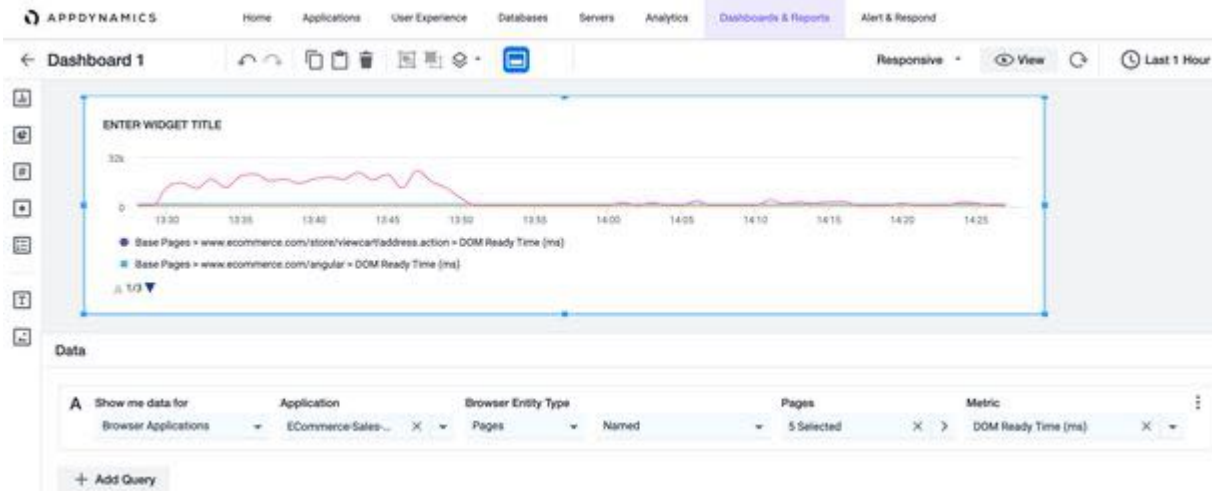 APPDYNAMICS Home Applications User Experience Databases Servers Analytics Dashboards & Reports Alert & Respond
Dashboard 1 Responsive View Last 1 Hour
ENTER WIDGET TITLE
32k
0
13:30 13:35 13:40 13:45 13:50 13:55 14:00 14:05 14:10 14:15 14:20 14:25
Base Pages > www.ecommerce.com/store/viewcart!address.action > DOM Ready Time (ms)
Base Pages > www.ecommerce.com/angular > DOM Ready Time (ms)
1/3
Data
A Show me data for Application Browser Entity Type Pages Metric
Browser Applications ECommerce-Sales-... Pages Named 5 Selected DOM Ready Time (ms)
+ Add Query